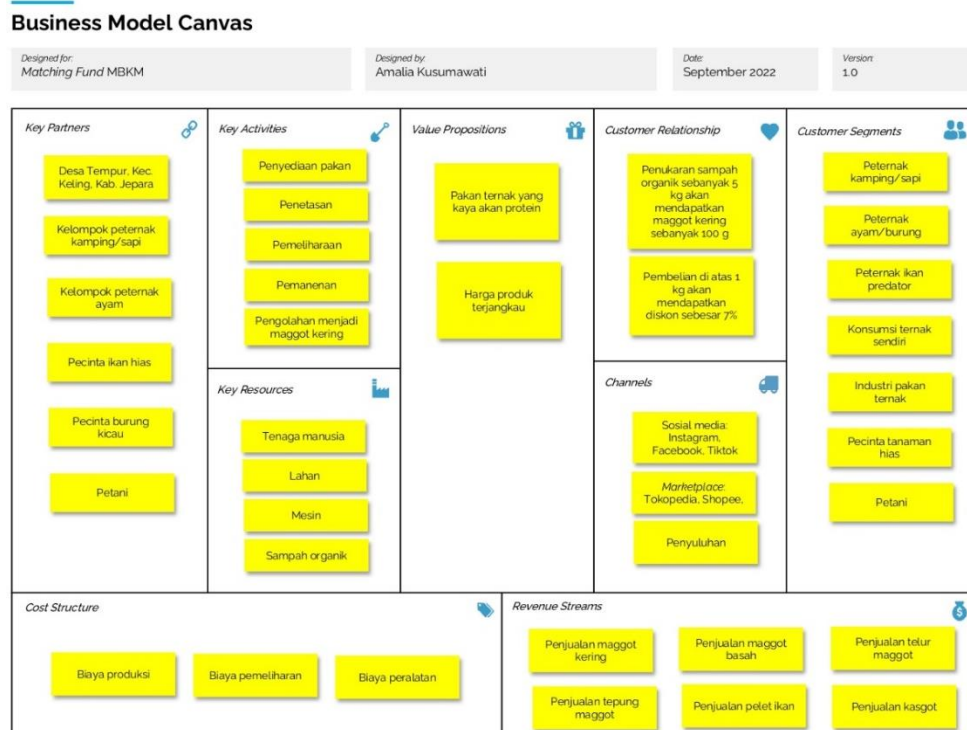 Business Model Canvas
Designed for:
Matching Fund MBKM
Designed by:
Amalia Kusumawati
Date:
September 2022
Version:
1.0
Key Partners
Desa Tempur, Kec.
Keling, Kab. Jepara
Kelompok peternak
kamping/sapi
Kelompok peternak
ayam
Pecinta ikan hias
Pecinta burung
kicau
Petani
Key Activities
Penyediaan pakan
Penetasan
Pemeliharaan
Pemanenan
Pengolahan menjadi
maggot kering
Key Resources
Tenaga manusia
Lahan
Mesin
Sampah organik
Value Propositions
Pakan ternak yang
kaya akan protein
Harga produk
terjangkau
Customer Relationship
Penukaran sampah
organik sebanyak 5
kg akan
mendapatkan
maggot kering
sebanyak 100 g
Pembelian di atas 1
kg akan
mendapatkan
diskon sebesar 7%
Channels
Sosial media:
Instagram,
Facebook, Tiktok
Marketplace:
Tokopedia, Shopee,
Penyuluhan
Customer Segments
Peternak
kamping/sapi
Peternak
ayam/burung
Peternak ikan
predator
Konsumsi ternak
sendiri
Industri pakan
ternak
Pecinta tanaman
hias
Petani
Cost Structure
Biaya produksi
Biaya pemeliharan
Biaya peralatan
Revenue Streams
Penjualan maggot
kering
Penjualan maggot
basah
Penjualan telur
maggot
Penjualan tepung
maggot
Penjualan pelet ikan
Penjualan kasgot